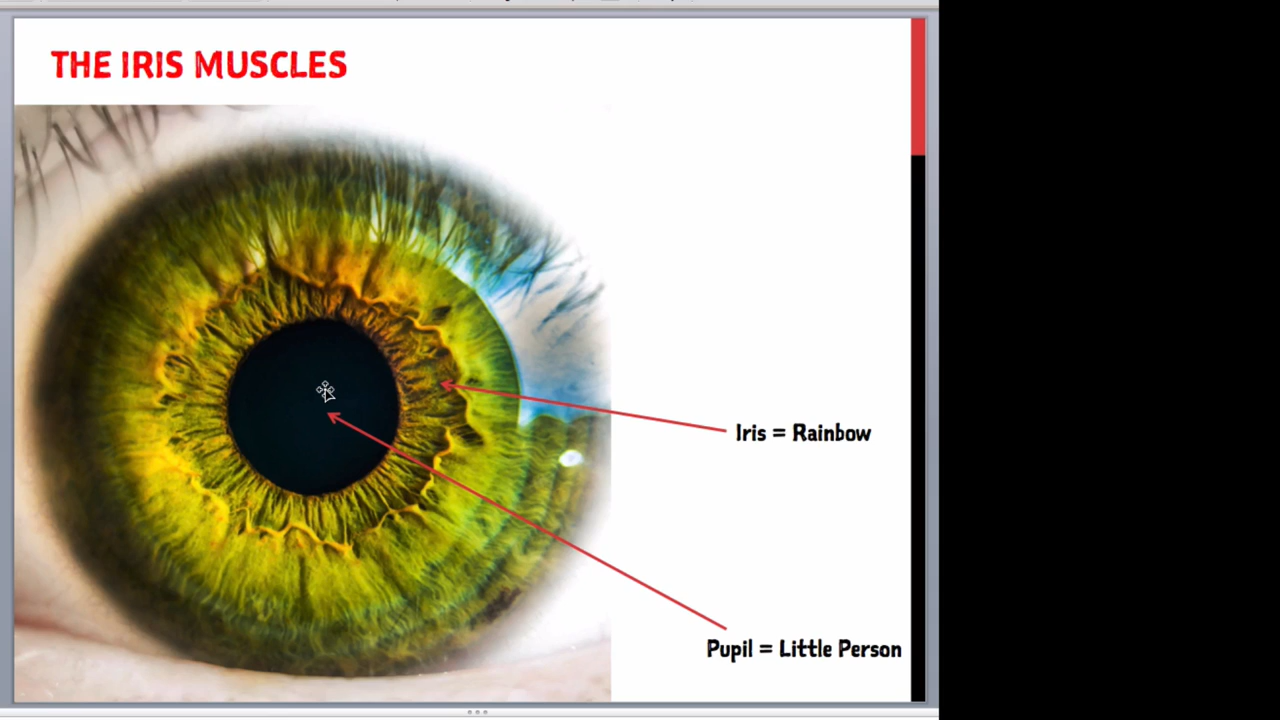 THE IRIS MUSCLES
Iris = Rainbow
Pupil = Little Person